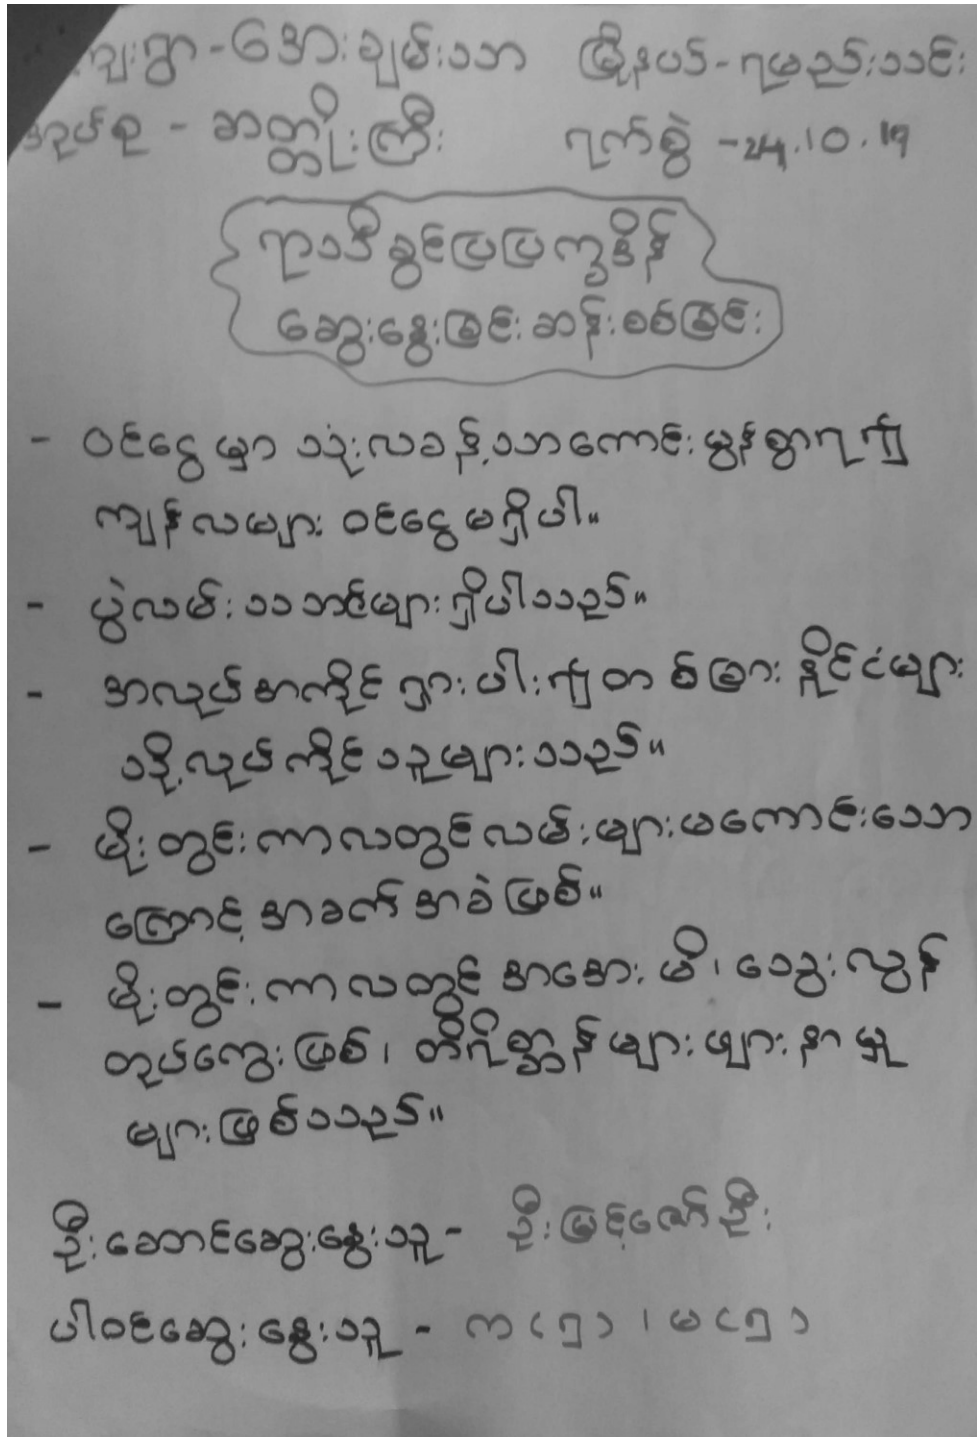 ကျေးရွာ - အေးချမ်းသာ မြို့နယ် - ရမည်းသင်း
အုပ်စု - ဆတ္တိုးကြီး ရက်စွဲ - 24.10.19
ရာသီခွင်ပြပြက္ခဒိန်
ဆွေးနွေးခြင်းဆန်းစစ်ခြင်း
- ဝင်ငွေမှာ သုံးလခန့်သာကောင်းမွန်စွာရ၍
ကျန်လများ ဝင်ငွေမရှိပါ။
- ပွဲလမ်းသဘင်များရှိပါသည်။
- အလုပ်အကိုင်ရှားပါး၍ တစ်ခြားနိုင်ငံများ
သို့လုပ်ကိုင်သူများသည်။
- မိုးတွင်းကာလတွင်လမ်းများမကောင်းသော
ကြောင့် အခက်အခဲဖြစ်။
- မိုးတွင်းကာလတွင် အအေးမိ၊ သွေးလွန်
တုပ်ကွေးဖြစ်၊ တိရိစ္ဆာန်များဖျားနာမှု
များဖြစ်သည်။
ဦးဆောင်ဆွေးနွေးသူ - ဦးမြင့်ဇော်ဦး
ပါဝင်ဆွေးနွေးသူ - က (၅) ၊ မ (၅)